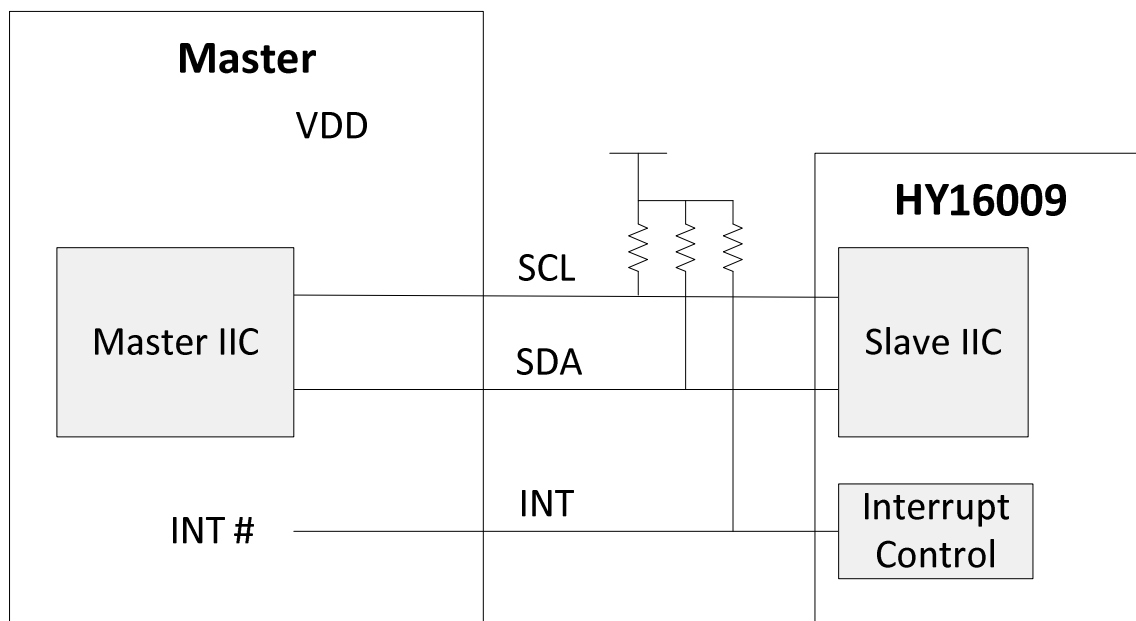 Master
VDD
HY16009
SCL
Master IIC
Slave IIC
SDA
INT
INT #
Interrupt
Control